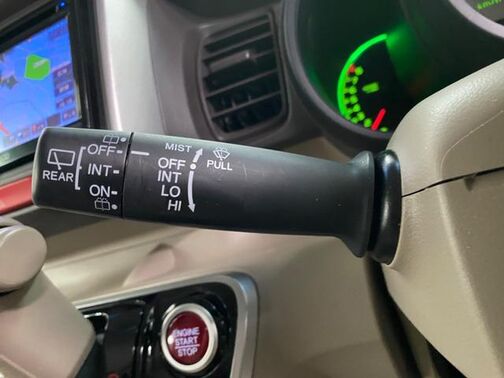 OFF
INT
ON
REAR
MIST
OFF
INT
LO
HI
PULL
ENGINE
START
STOP